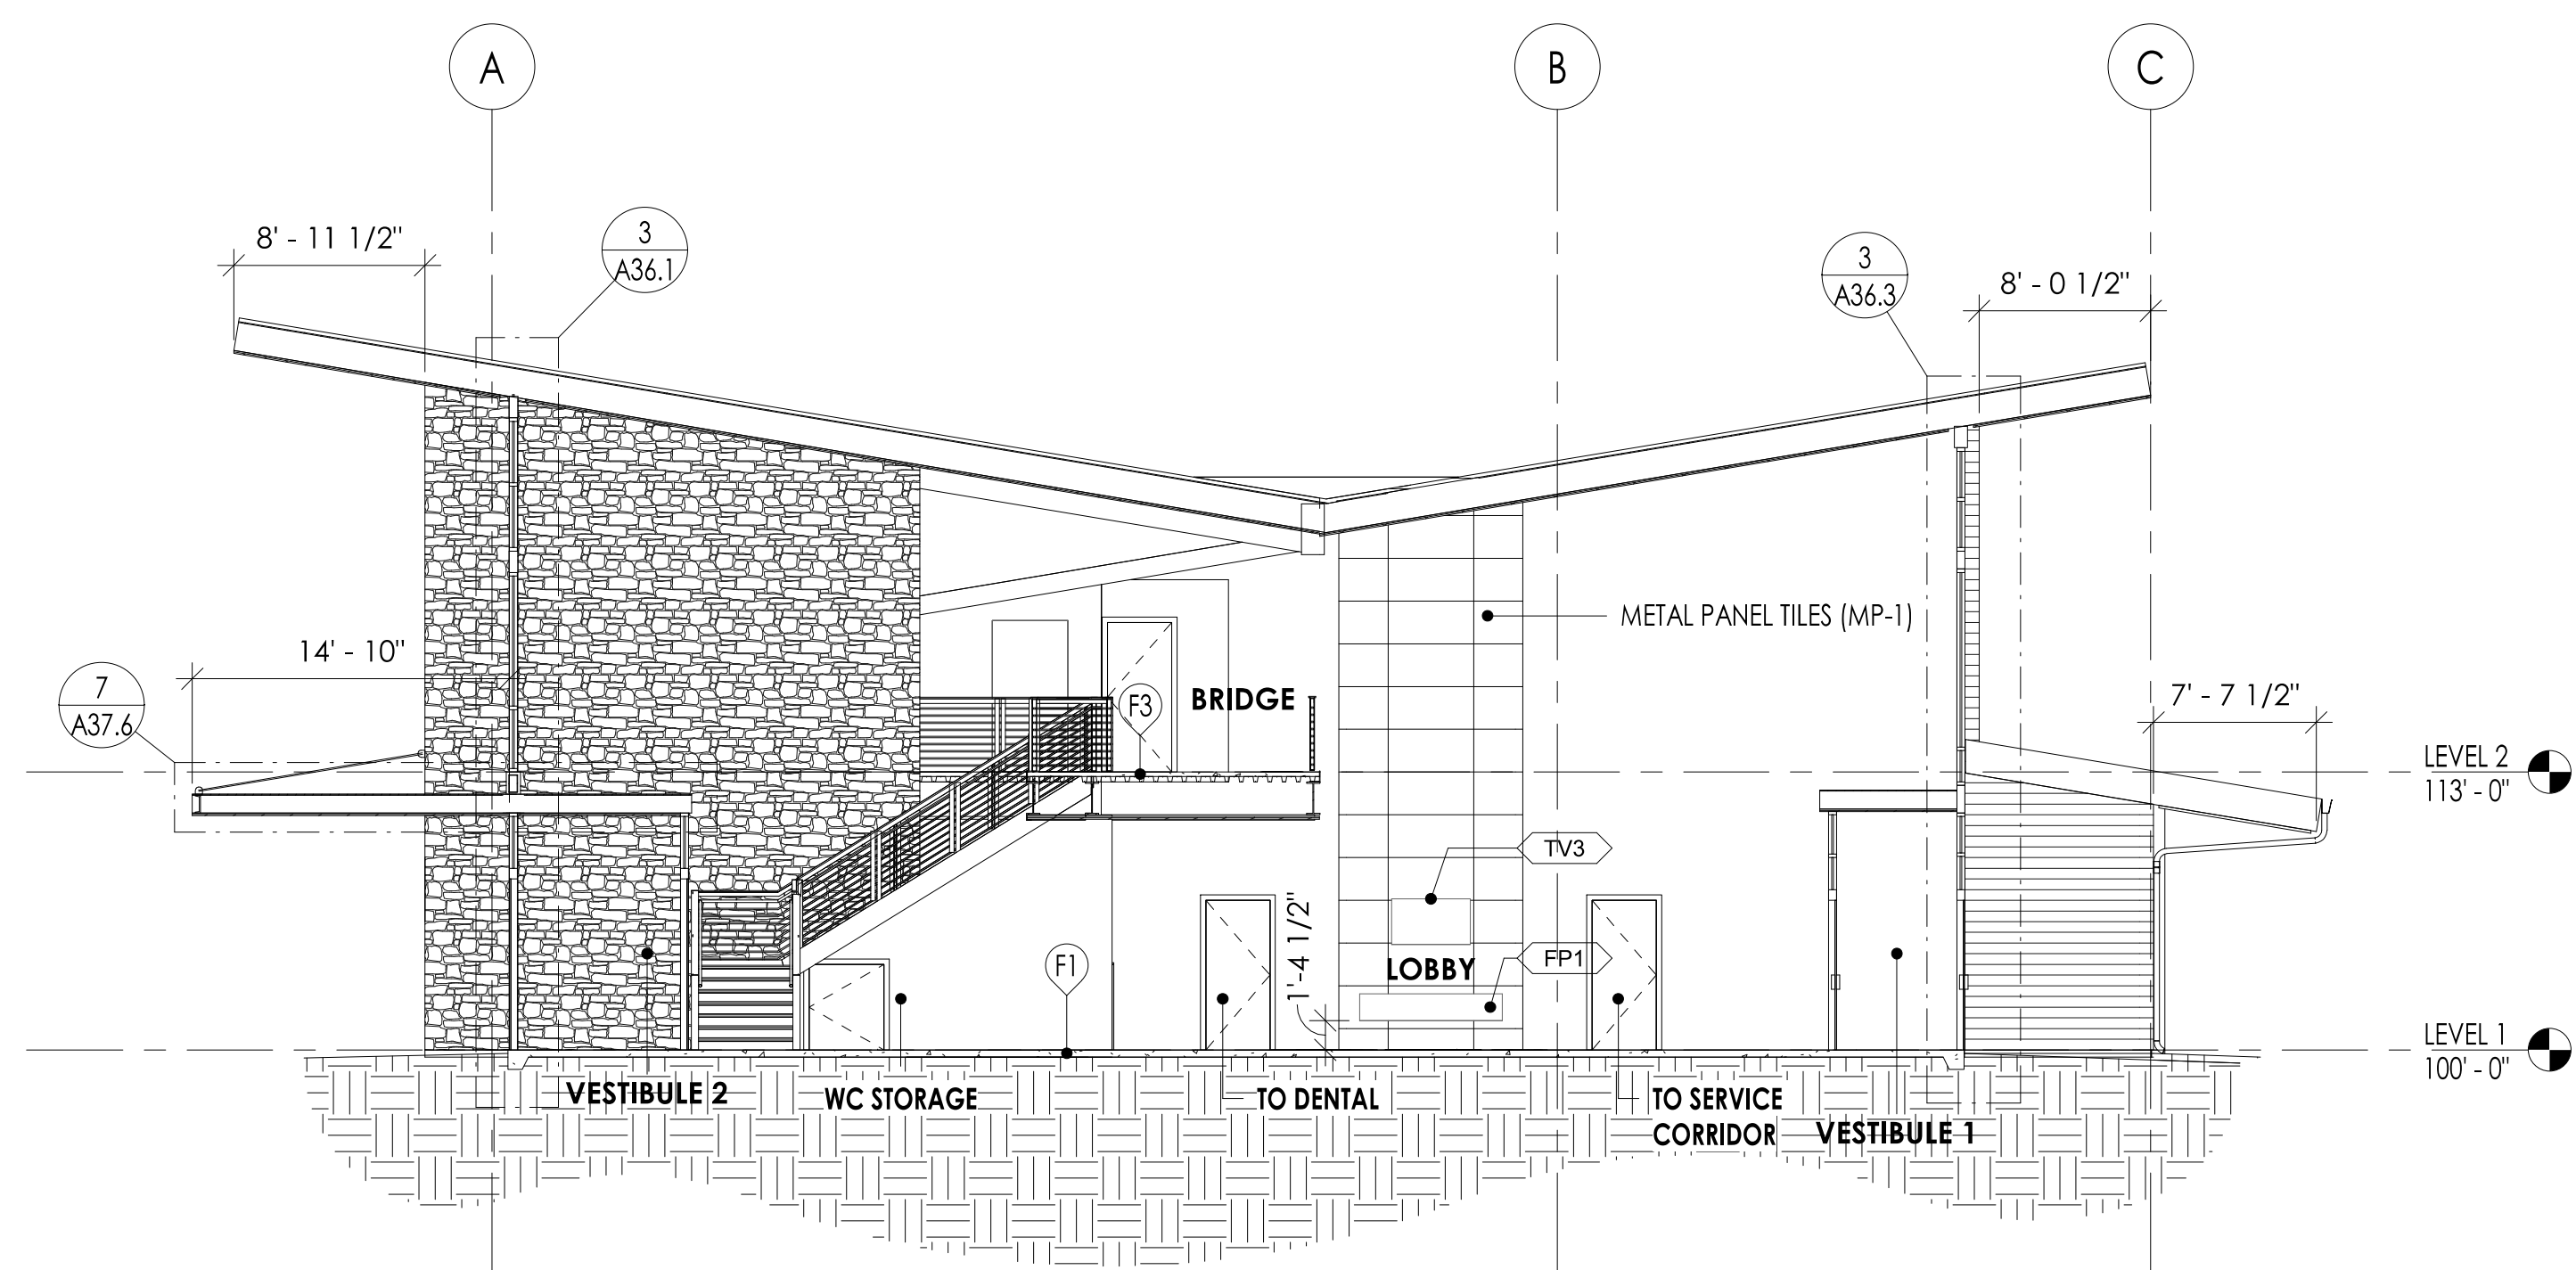 A
B
C
8' - 11 1/2"
3
A36.1
3
A36.3
8' - 0 1/2"
METAL PANEL TILES (MP-1)
14' - 10"
7
A37.6
F3
BRIDGE
7' - 7 1/2"
LEVEL 2
113' - 0"
TV3
1'-4 1/2"
F1
LOBBY
FP1
LEVEL 1
100' - 0"
VESTIBULE 2
WC STORAGE
TO DENTAL
TO SERVICE
CORRIDOR
VESTIBULE 1